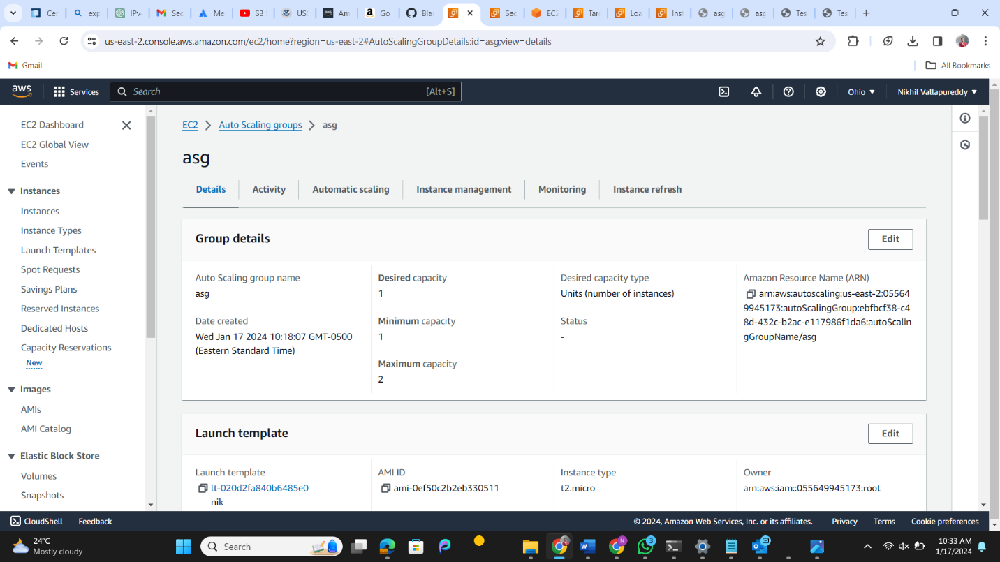 Cer
exp
IPv
Sec
Me
S3
USC
Am
Go
Bla
Sec
EC2
Tar
Loa
Inst
asg
asg
Tes
Tes
us-east-2.console.aws.amazon.com/ec2/home?region=us-east-2#AutoScalingGroupDetails:id=asg;view=details
Gmail
All Bookmarks
aws
Services
Search
[Alt+S]
Ohio
Nikhil Vallapureddy
EC2 Dashboard
EC2 Global View
Events
Instances
Instances
Instance Types
Launch Templates
Spot Requests
Savings Plans
Reserved Instances
Dedicated Hosts
Capacity Reservations
New
Images
AMIs
AMI Catalog
Elastic Block Store
Volumes
Snapshots
EC2
Auto Scaling groups
asg
asg
Details
Activity
Automatic scaling
Instance management
Monitoring
Instance refresh
Group details
Edit
Auto Scaling group name
asg
Date created
Wed Jan 17 2024 10:18:07 GMT-0500
(Eastern Standard Time)
Desired capacity
1
Minimum capacity
1
Maximum capacity
2
Desired capacity type
Units (number of instances)
Status
-
Amazon Resource Name (ARN)
arn:aws:autoscaling:us-east-2:05564
9945173:autoScalingGroup:ebfbcf38-c4
8d-432c-b2ac-e117986f1da6:autoScalin
gGroupName/asg
Launch template
Edit
Launch template
lt-020d2fa840b6485e0
nik
AMI ID
ami-0ef50c2b2eb330511
Instance type
t2.micro
Owner
arn:aws:iam::055649945173:root
CloudShell
Feedback
© 2024, Amazon Web Services, Inc. or its affiliates.
Privacy
Terms
Cookie preferences
24°C
Mostly cloudy
Search
N
3
10:33 AM
1/17/2024